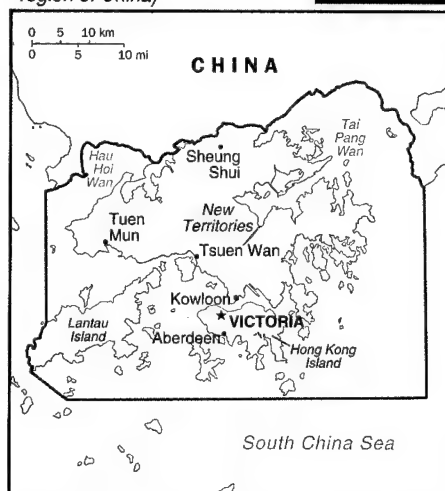 region of China)
0 5 10 km
0 5 10 mi
CHINA
Hau
Hoi
Wan
Sheung
Shui
Tai
Pang
Wan
Tuen
Mun
New
Territories
Tsuen Wan
Kowloon
Lantau
Island
VICTORIA
Aberdeen
Hong Kong
Island
South China Sea